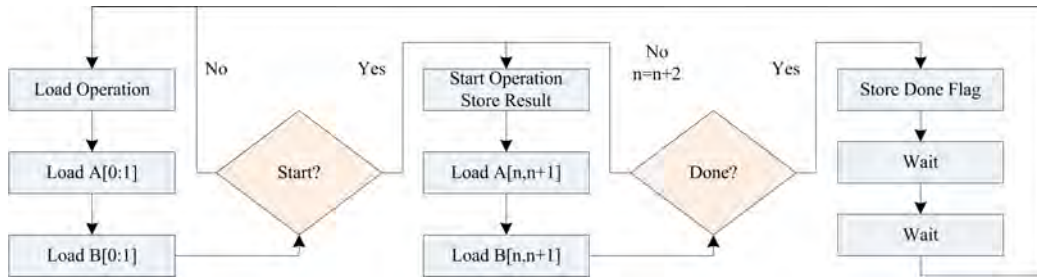 Load Operation
Load A[0:1]
Load B[0:1]
No
Start?
Yes
Start Operation
Store Result
Load A[n,n+1]
Load B[n,n+1]
No
n=n+2
Done?
Yes
Store Done Flag
Wait
Wait